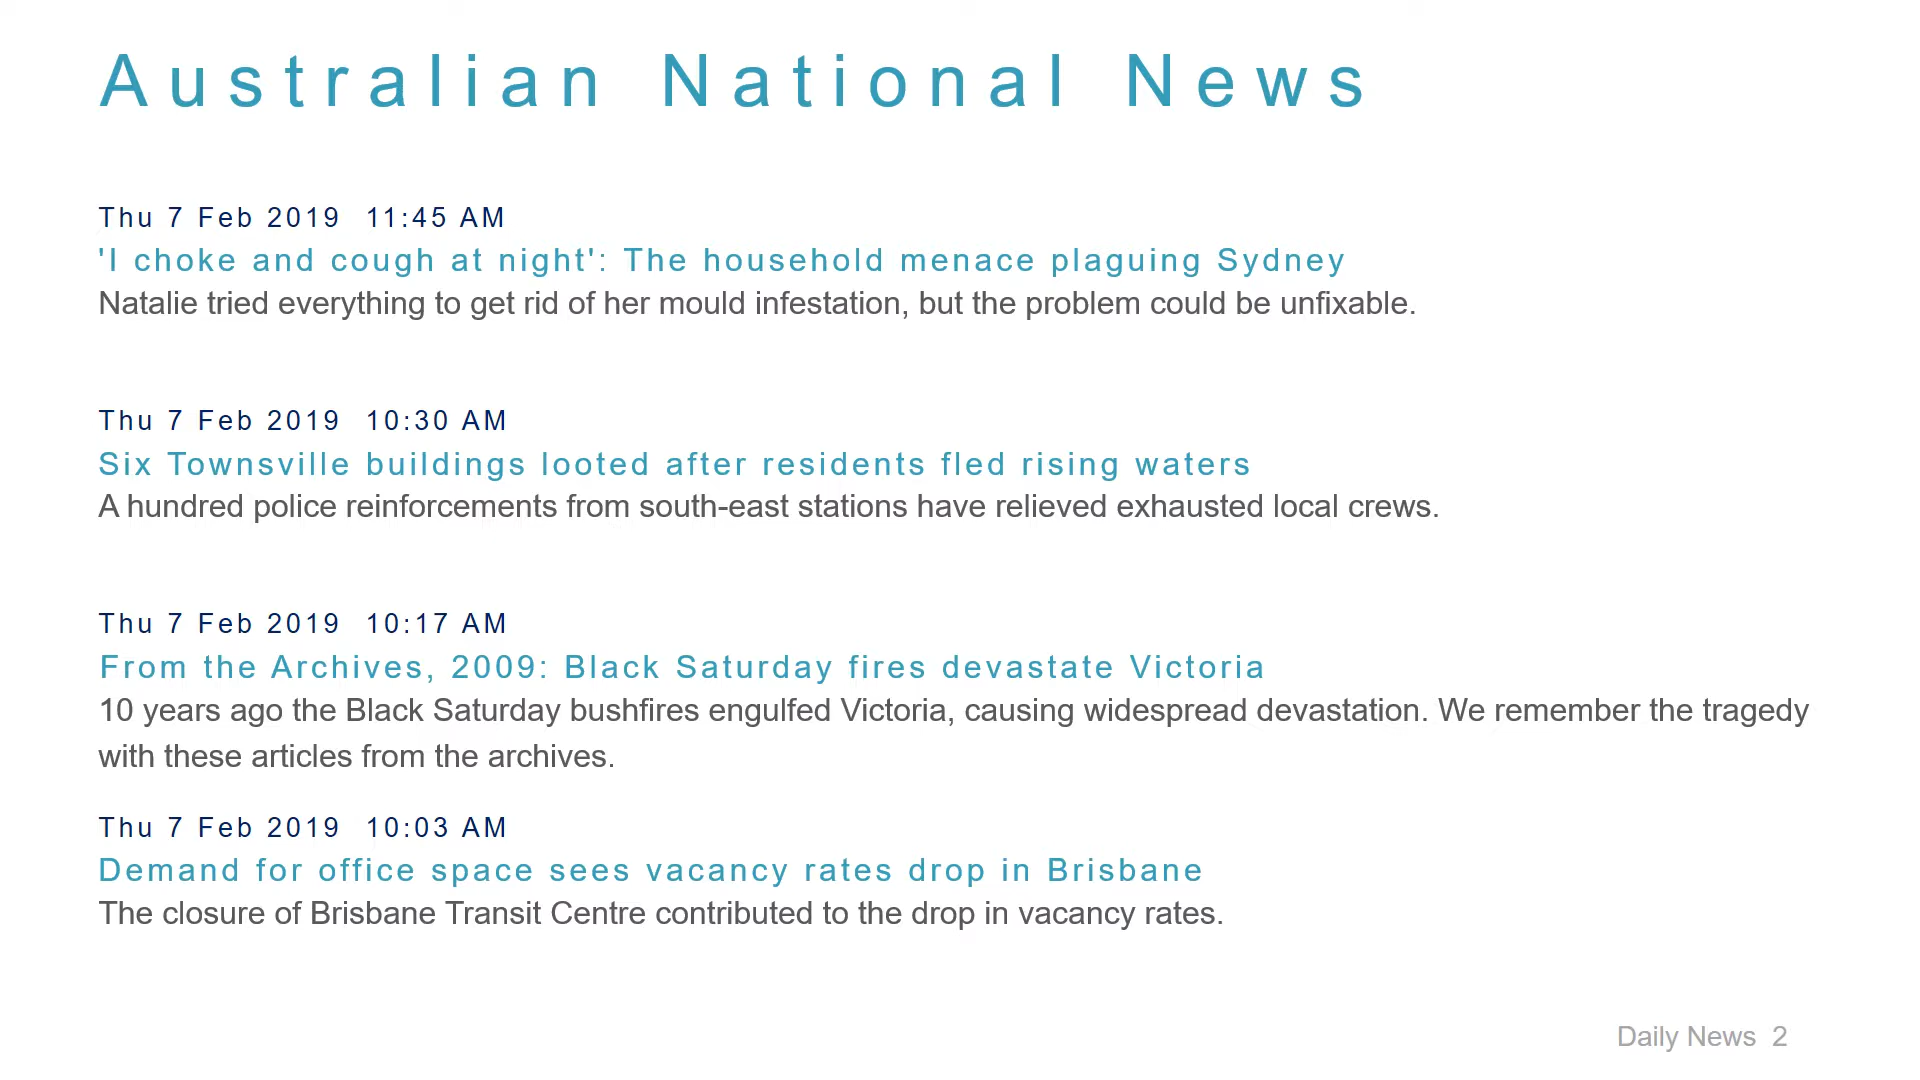 Australian National News
Thu 7 Feb 2019 11:45 AM
'I choke and cough at night': The household menace plaguing Sydney
Natalie tried everything to get rid of her mould infestation, but the problem could be unfixable.
Thu 7 Feb 2019 10:30 AM
Six Townsville buildings looted after residents fled rising waters
A hundred police reinforcements from south-east stations have relieved exhausted local crews.
Thu 7 Feb 2019 10:17 AM
From the Archives, 2009: Black Saturday fires devastate Victoria
10 years ago the Black Saturday bushfires engulfed Victoria, causing widespread devastation. We remember the tragedy
with these articles from the archives.
Thu 7 Feb 2019 10:03 AM
Demand for office space sees vacancy rates drop in Brisbane
The closure of Brisbane Transit Centre contributed to the drop in vacancy rates.
Daily News 2